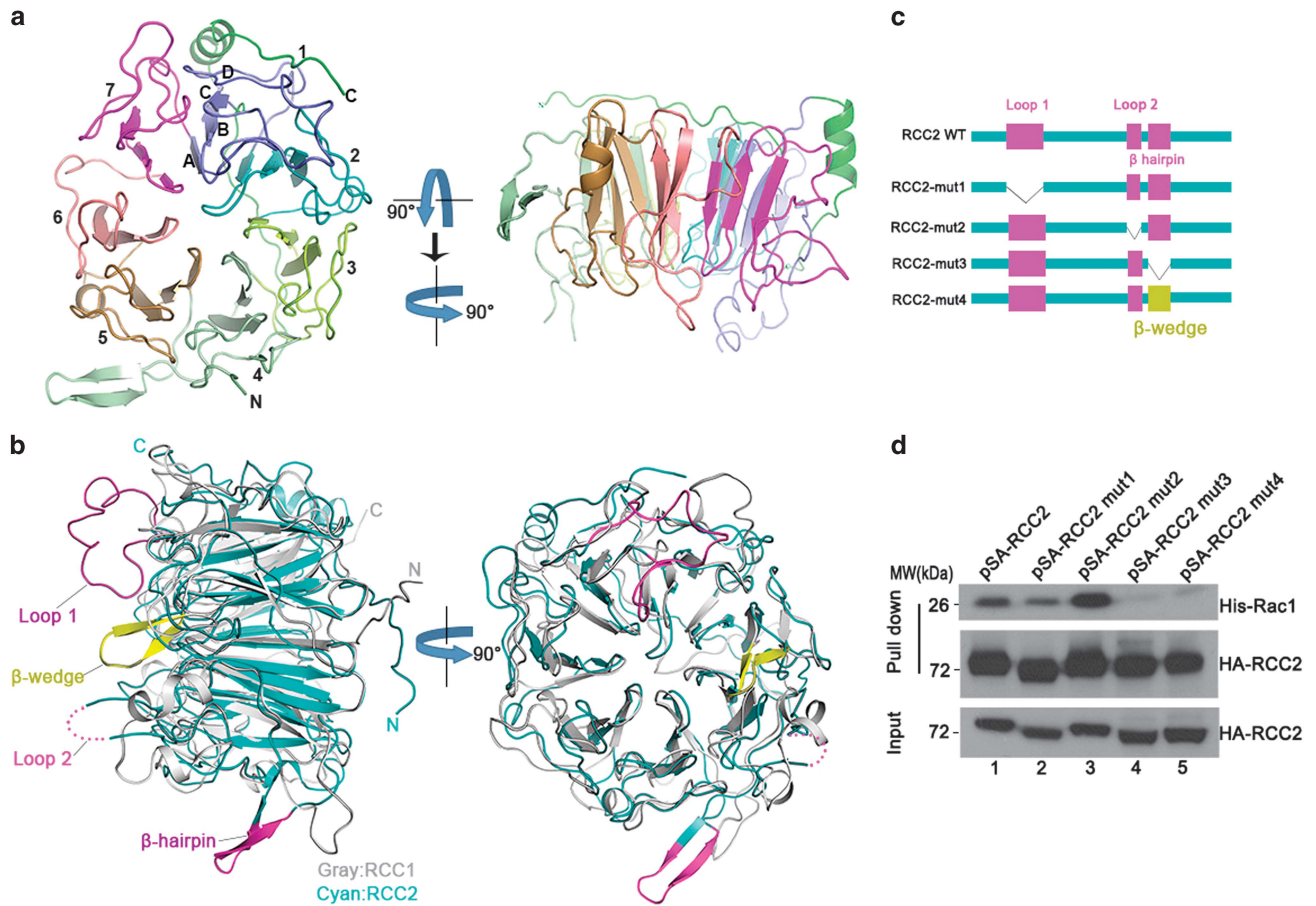 a
1
D
C
C
7
B
A
2
6
3
5
4
N
90°
90°
b
C
C
N
Loop 1
β-wedge
N
Loop 2
β-hairpin
Gray:RCC1
Cyan:RCC2
90°
c
Loop 1 Loop 2
RCC2 WT
β hairpin
RCC2-mut1
RCC2-mut2
RCC2-mut3
RCC2-mut4
β-wedge
d
pSA-RCC2
pSA-RCC2 mut1
pSA-RCC2 mut2
pSA-RCC2 mut3
pSA-RCC2 mut4
MW(kDa)
Pull down
26 - His-Rac1
72 - HA-RCC2
Input
72 - HA-RCC2
1 2 3 4 5